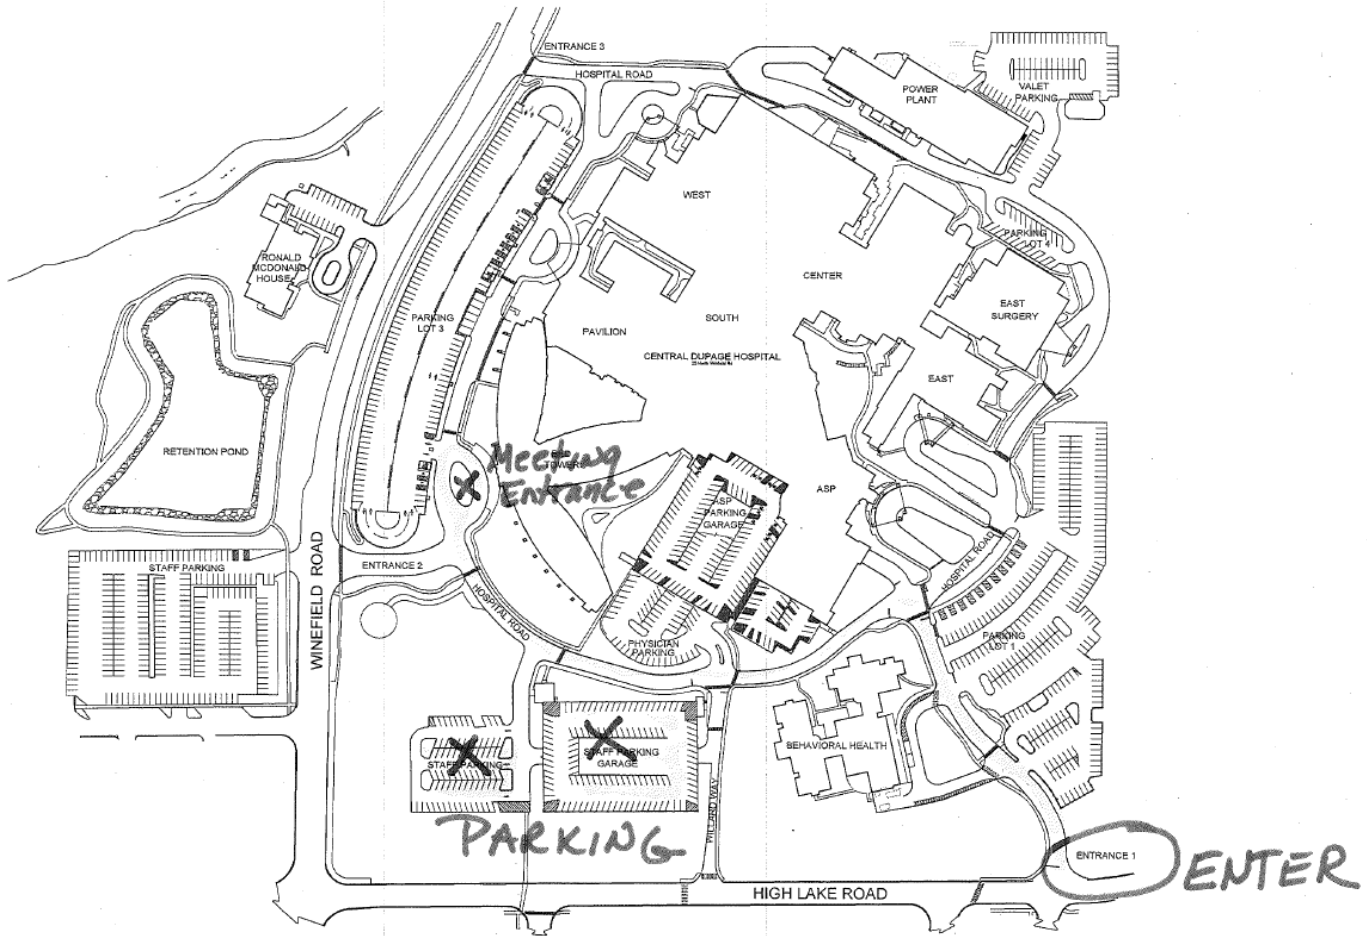 ENTRANCE 3
HOSPITAL ROAD
POWER
PLANT
VALET
PARKING
WEST
PARKING
LOT 4
RONALD
MCDONALD
HOUSE
CENTER
EAST
SURGERY
PARKING
LOT 3
SOUTH
PAVILION
CENTRAL DUPAGE HOSPITAL
EAST
RETENTION POND
Meeting
Entrance
TOWER
ASP
ASP
PARKING
GARAGE
STAFF PARKING
WINEFIELD ROAD
ENTRANCE 2
HOSPITAL ROAD
HOSPITAL ROAD
PHYSICIAN
PARKING
PARKING
LOT 1
STAFF PARKING
STAFF PARKING
GARAGE
BEHAVIORAL HEALTH
PARKING
WILLARD WAY
ENTRANCE 1
ENTER
HIGH LAKE ROAD